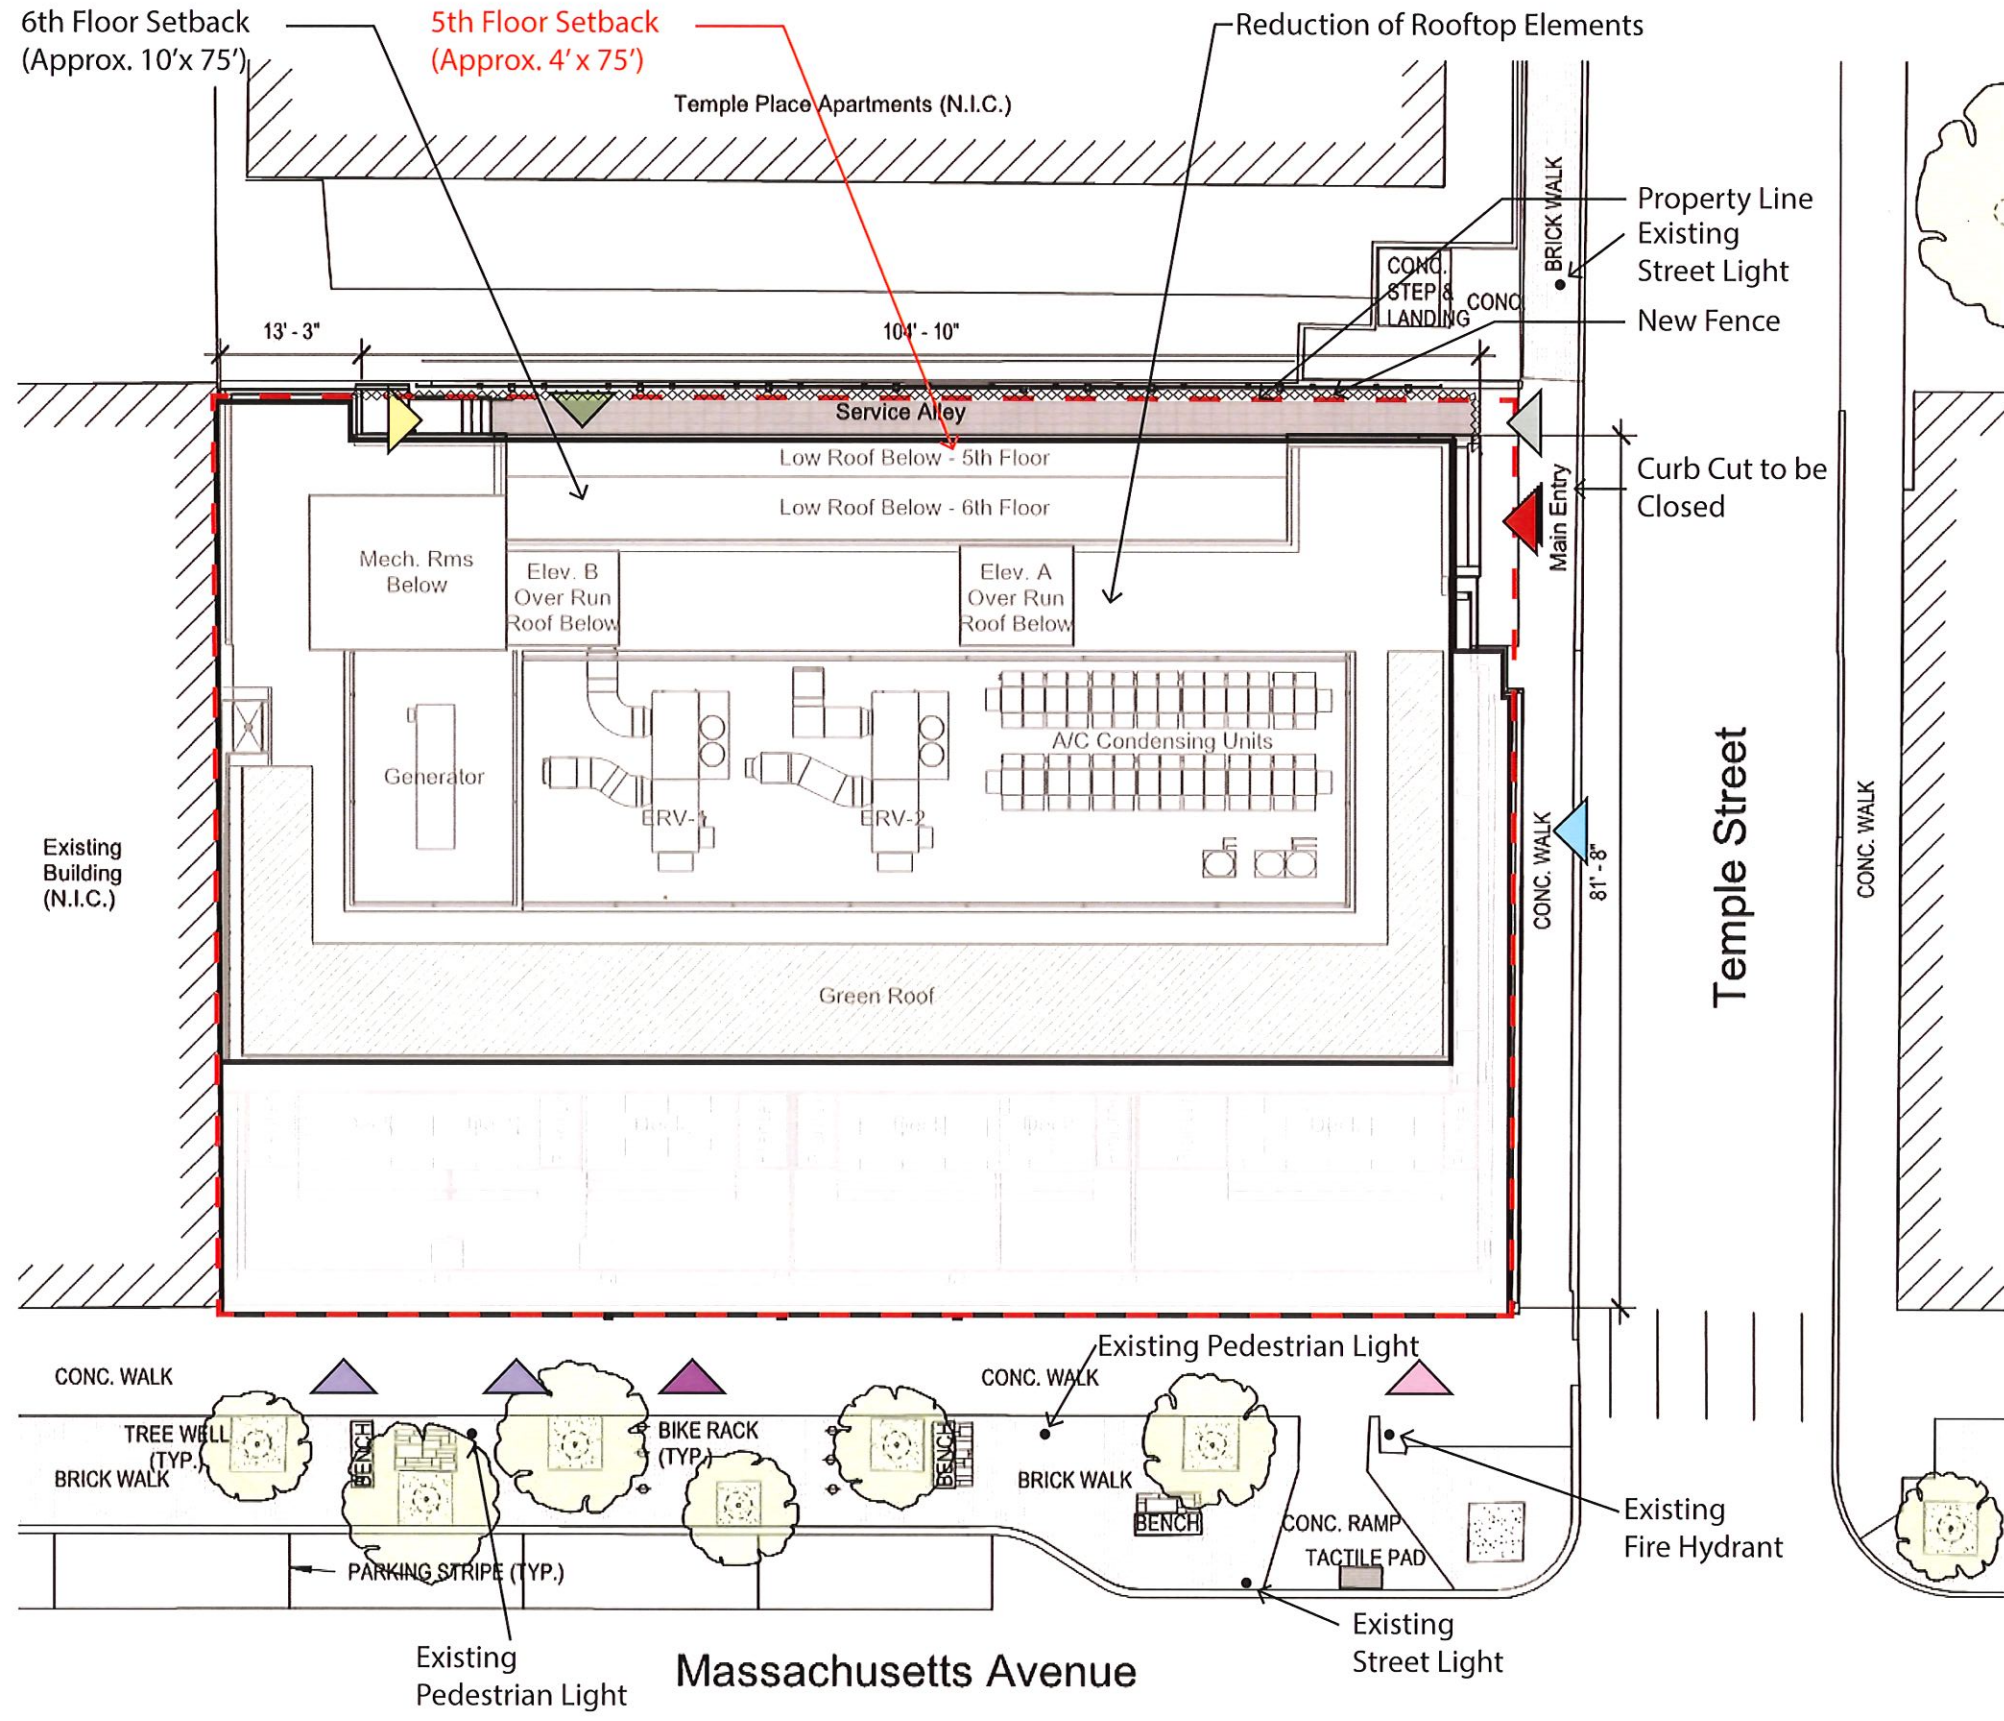 6th Floor Setback
(Approx. 10'x 75')
5th Floor Setback
(Approx. 4' x 75')
Reduction of Rooftop Elements
Temple Place Apartments (N.I.C.)
BRICK WALK
Property Line
Existing
Street Light
CONC.
STEP &
LANDING
CONC.
New Fence
13' - 3"
104' - 10"
Service Alley
Low Roof Below - 5th Floor
Low Roof Below - 6th Floor
Main Entry
Curb Cut to be
Closed
Mech. Rms
Below
Elev. B
Over Run
Roof Below
Elev. A
Over Run
Roof Below
Generator
ERV-1
ERV-2
A/C Condensing Units
Existing
Building
(N.I.C.)
CONC. WALK
81' - 8"
Temple Street
CONC. WALK
Green Roof
Existing Pedestrian Light
CONC. WALK
CONC. WALK
TREE WELL
(TYP.)
BENCH
BIKE RACK
(TYP.)
BENCH
BRICK WALK
BRICK WALK
BENCH
CONC. RAMP
TACTILE PAD
Existing
Fire Hydrant
PARKING STRIPE (TYP.)
Existing
Pedestrian Light
Massachusetts Avenue
Existing
Street Light